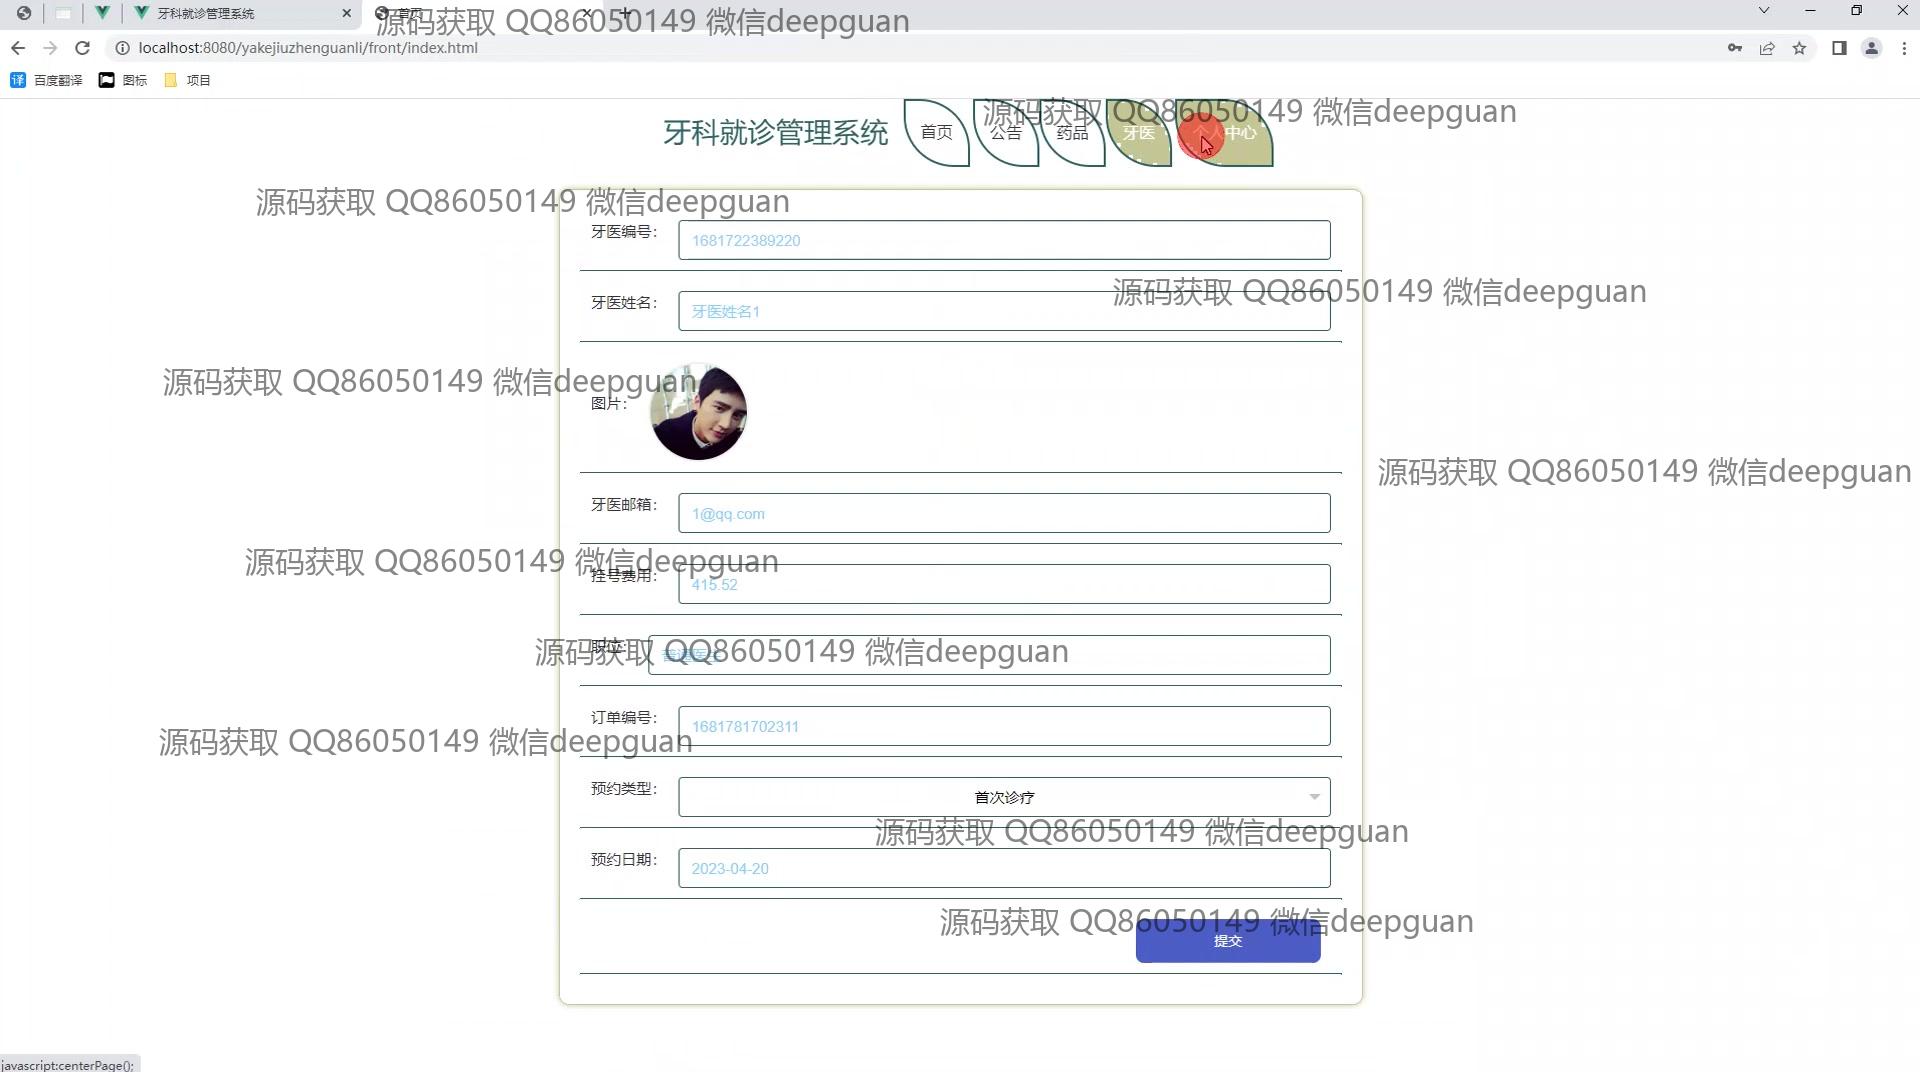 牙科就诊管理系统
首页
源码获取 QQ86050149 微信deepguan
localhost:8080/yakejiuzhenguanli/front/index.html
百度翻译 图标 项目
源码获取 QQ86050149 微信deepguan
牙科就诊管理系统 首页 公告 药品 牙医 个人中心
源码获取 QQ86050149 微信deepguan
牙医编号： 1681722389220
源码获取 QQ86050149 微信deepguan
牙医姓名： 牙医姓名1
源码获取 QQ86050149 微信deepguan
图片：
源码获取 QQ86050149 微信deepguan
牙医邮箱： 1@qq.com
源码获取 QQ86050149 微信deepguan
挂号费用： 415.52
源码获取 QQ86050149 微信deepguan
职位： 普通医生
订单编号： 1681781702311
源码获取 QQ86050149 微信deepguan
预约类型： 首次诊疗
源码获取 QQ86050149 微信deepguan
预约日期： 2023-04-20
源码获取 QQ86050149 微信deepguan
提交
javascript:centerPage();